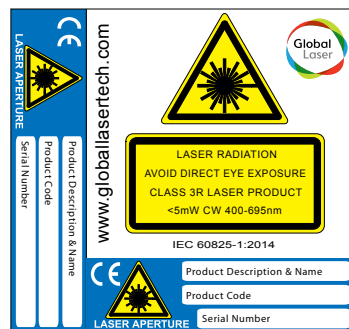 CE
LASER APERTURE
Product Description & Name
Product Code
Serial Number
www.globallasertech.com
Global
Laser
LASER RADIATION
AVOID DIRECT EYE EXPOSURE
CLASS 3R LASER PRODUCT
<5mW CW 400-695nm
IEC 60825-1:2014
CE
LASER APERTURE
Product Description & Name
Product Code
Serial Number